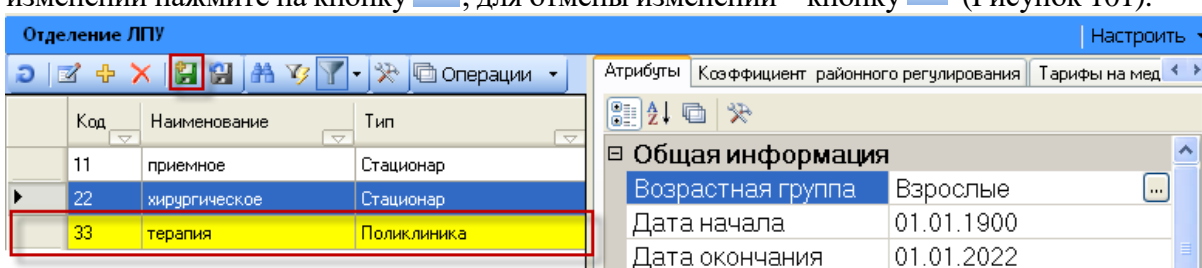 изменений нажмите на кнопку , для отмены изменений – кнопку (Рисунок 101).
Отделение ЛПУ Настроить
Операции
Атрибуты Коэффициент районного регулирования Тарифы на мед
Код Наименование Тип
11 приемное Стационар
22 хирургическое Стационар
33 терапия Поликлиника
Общая информация
Возрастная группа Взрослые ...
Дата начала 01.01.1900
Дата окончания 01.01.2022